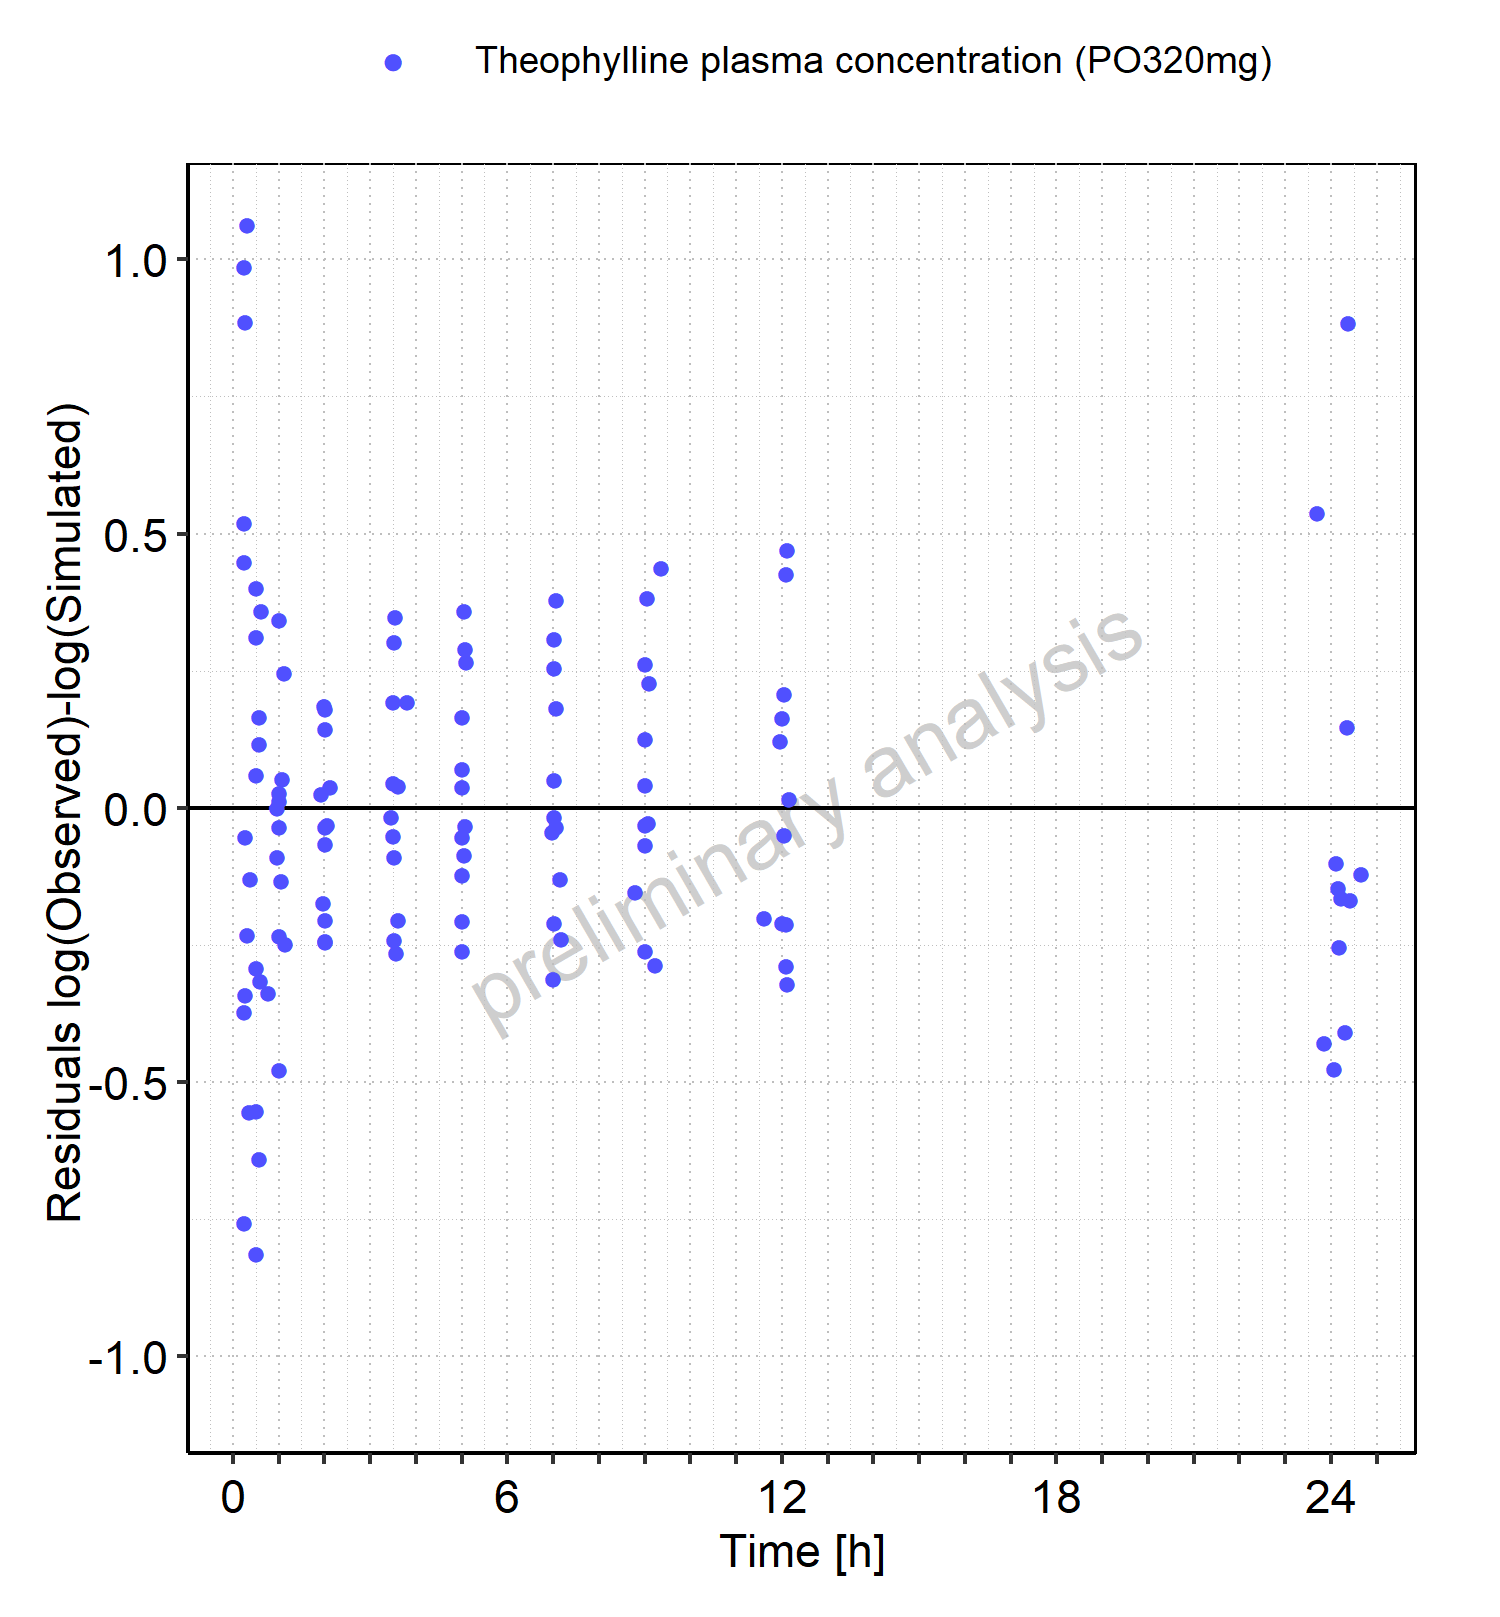 Theophylline plasma concentration (PO320mg)
Residuals log(Observed)-log(Simulated)
1.0
0.5
0.0
-0.5
-1.0
preliminary analysis
0 6 12 18 24
Time [h]